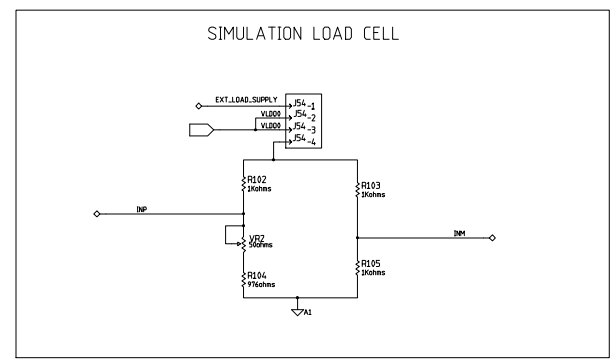 SIMULATION LOAD CELL
EXT_LOAD_SUPPLY
J54 -1
VLDO0
J54 -2
VLDO0
J54 -3
J54 -4
R102
1Kohms
R103
1Kohms
INP
VR2
50ohms
INM
R105
1Kohms
R104
976ohms
A1